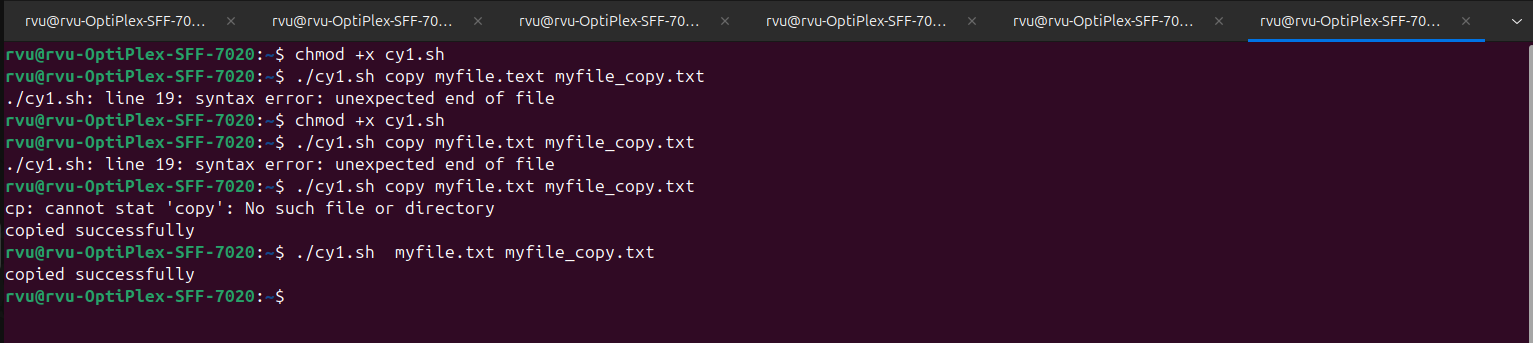 rvu@rvu-OptiPlex-SFF-70... × rvu@rvu-OptiPlex-SFF-70... × rvu@rvu-OptiPlex-SFF-70... × rvu@rvu-OptiPlex-SFF-70... × rvu@rvu-OptiPlex-SFF-70... × rvu@rvu-OptiPlex-SFF-70... ×
rvu@rvu-OptiPlex-SFF-7020:~$ chmod +x cy1.sh
rvu@rvu-OptiPlex-SFF-7020:~$ ./cy1.sh copy myfile.text myfile_copy.txt
./cy1.sh: line 19: syntax error: unexpected end of file
rvu@rvu-OptiPlex-SFF-7020:~$ chmod +x cy1.sh
rvu@rvu-OptiPlex-SFF-7020:~$ ./cy1.sh copy myfile.txt myfile_copy.txt
./cy1.sh: line 19: syntax error: unexpected end of file
rvu@rvu-OptiPlex-SFF-7020:~$ ./cy1.sh copy myfile.txt myfile_copy.txt
cp: cannot stat 'copy': No such file or directory
copied successfully
rvu@rvu-OptiPlex-SFF-7020:~$ ./cy1.sh  myfile.txt myfile_copy.txt
copied successfully
rvu@rvu-OptiPlex-SFF-7020:~$